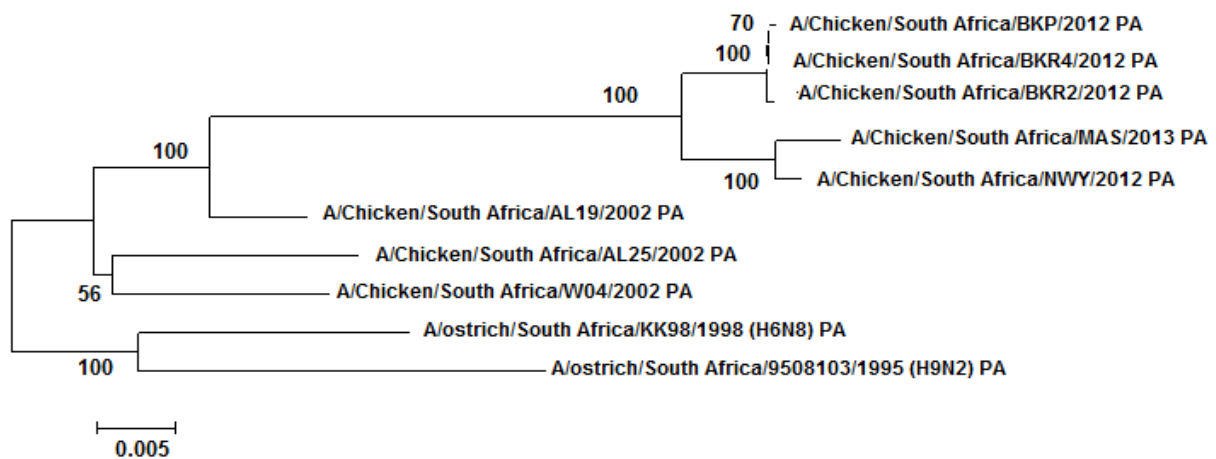 70 A/Chicken/South Africa/BKP/2012 PA
100 A/Chicken/South Africa/BKR4/2012 PA
100 A/Chicken/South Africa/BKR2/2012 PA
100 A/Chicken/South Africa/MAS/2013 PA
100 A/Chicken/South Africa/NWY/2012 PA
A/Chicken/South Africa/AL19/2002 PA
A/Chicken/South Africa/AL25/2002 PA
56 A/Chicken/South Africa/W04/2002 PA
A/ostrich/South Africa/KK98/1998 (H6N8) PA
100 A/ostrich/South Africa/9508103/1995 (H9N2) PA
0.005